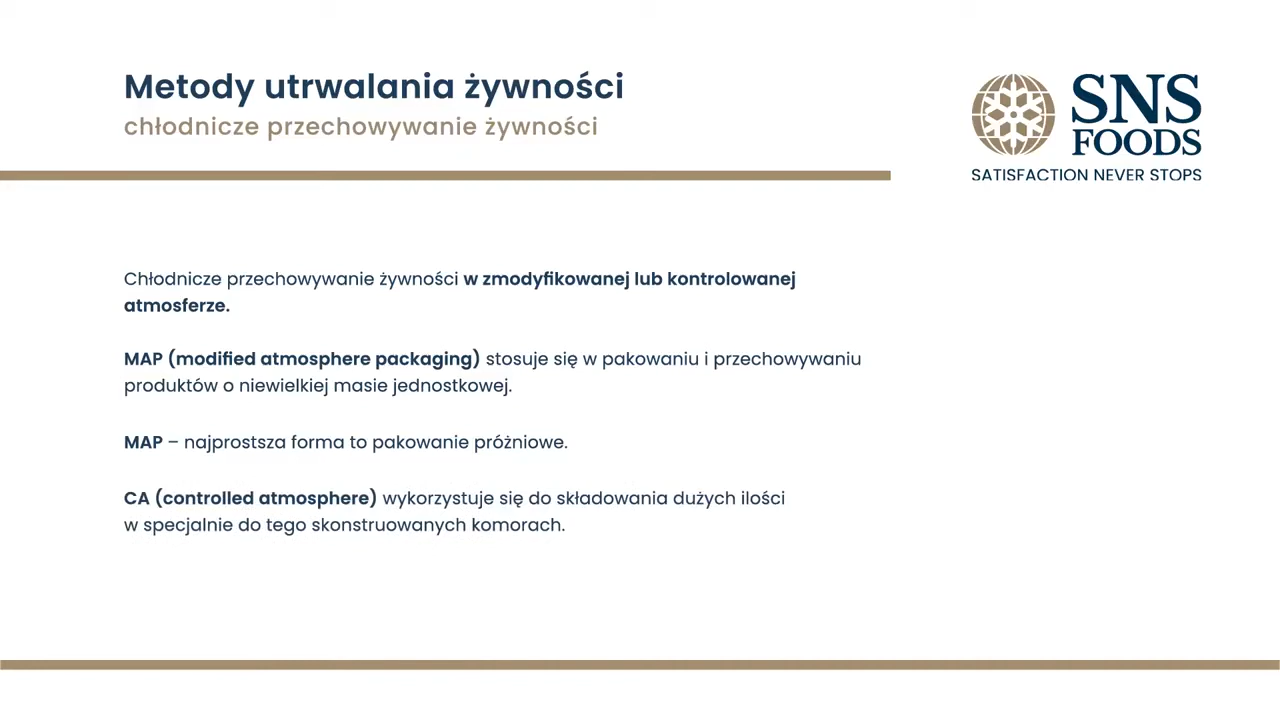 Metody utrwalania żywności
chłodnicze przechowywanie żywności
SNS
FOODS
SATISFACTION NEVER STOPS
Chłodnicze przechowywanie żywności w zmodyfikowanej lub kontrolowanej
atmosferze.
MAP (modified atmosphere packaging) stosuje się w pakowaniu i przechowywaniu
produktów o niewielkiej masie jednostkowej.
MAP – najprostsza forma to pakowanie próżniowe.
CA (controlled atmosphere) wykorzystuje się do składowania dużych ilości
w specjalnie do tego skonstruowanych komorach.